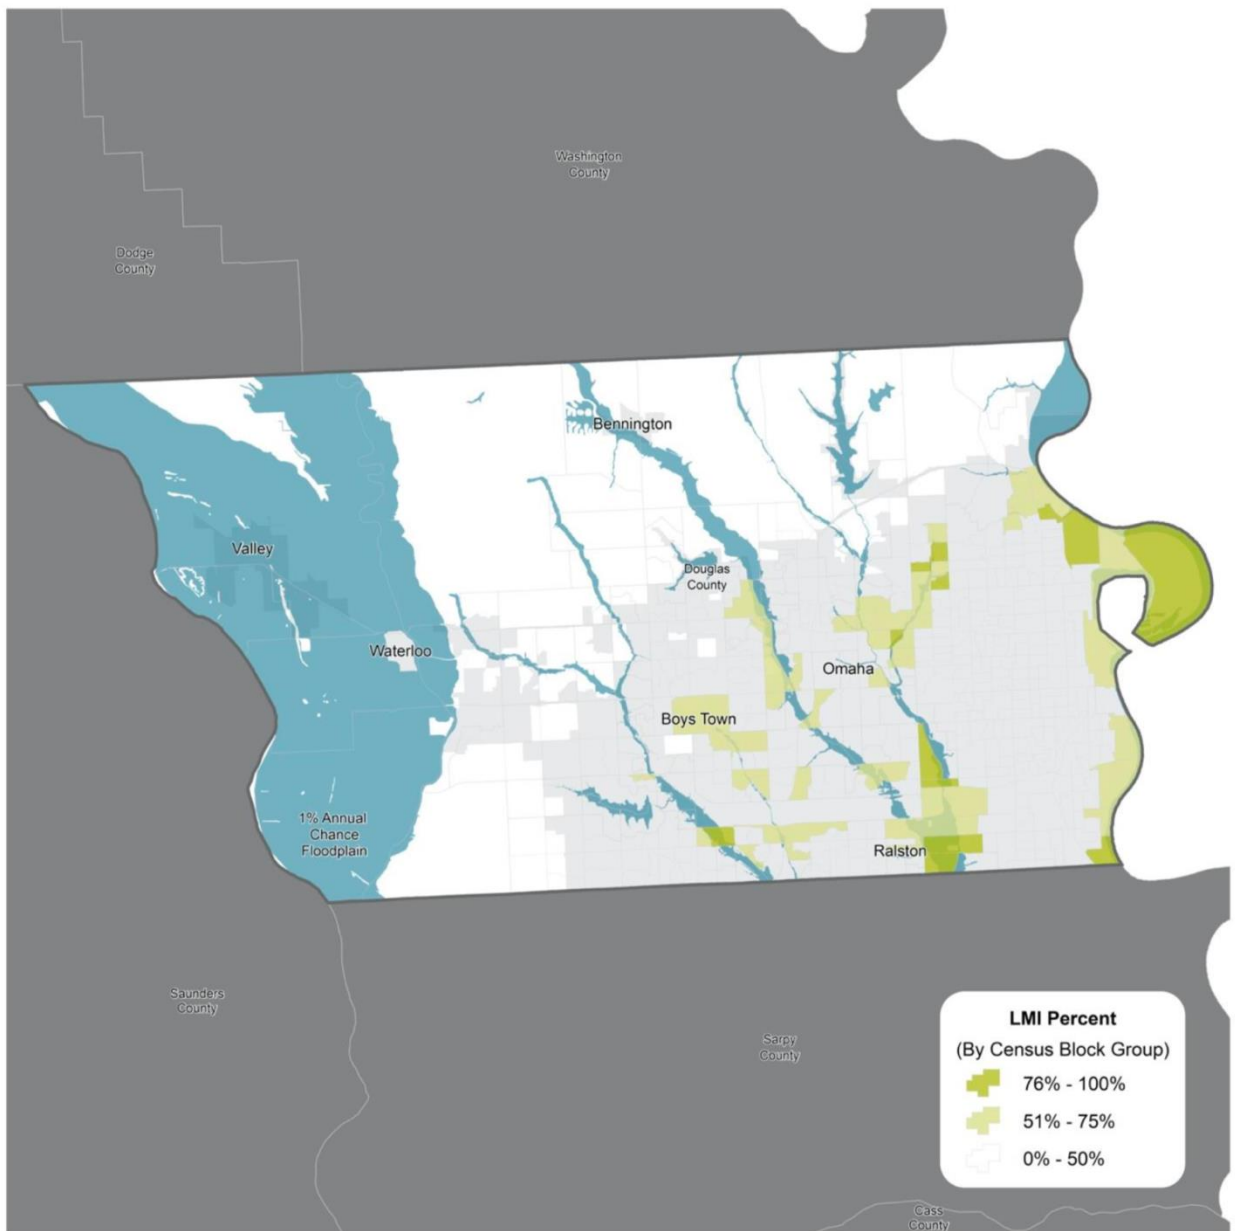 Washington
County
Dodge
County
Bennington
Valley
Douglas
County
Waterloo
Omaha
Boys Town
1% Annual
Chance
Floodplain
Ralston
Saunders
County
Sarpy
County
LMI Percent
(By Census Block Group)
76% - 100%
51% - 75%
0% - 50%
Cass
County